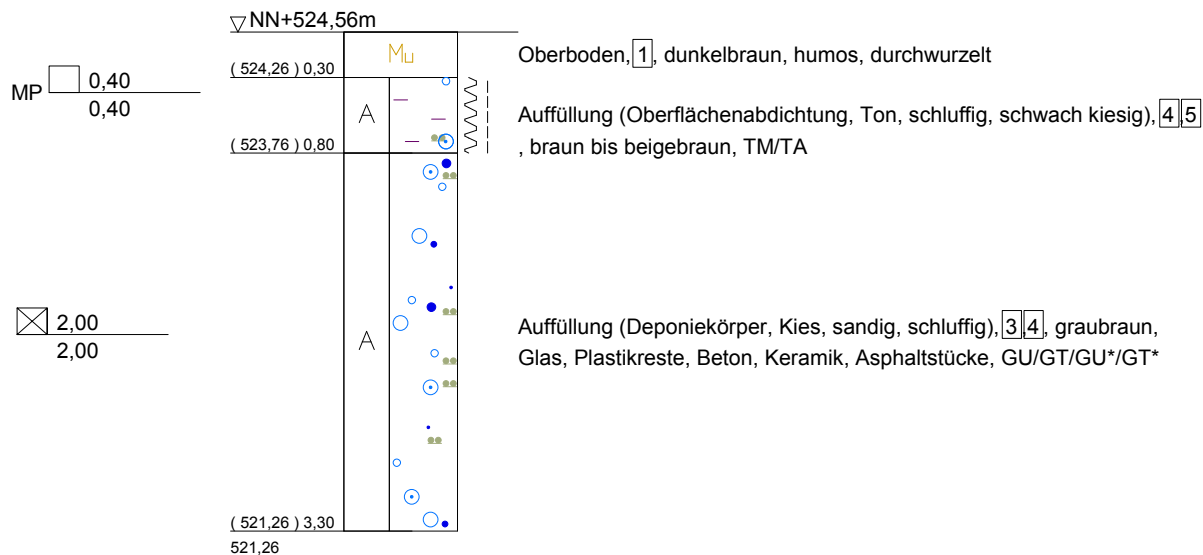 NN+524,56m
Mu
Oberboden, 1, dunkelbraun, humos, durchwurzelt
( 524,26 ) 0,30
MP 0,40
0,40
A
Auffüllung (Oberflächenabdichtung, Ton, schluffig, schwach kiesig), 4 5
, braun bis beigebraun, TM/TA
( 523,76 ) 0,80
2,00
2,00
A
Auffüllung (Deponiekörper, Kies, sandig, schluffig), 3 4, graubraun,
Glas, Plastikreste, Beton, Keramik, Asphaltstücke, GU/GT/GU*/GT*
( 521,26 ) 3,30
521,26